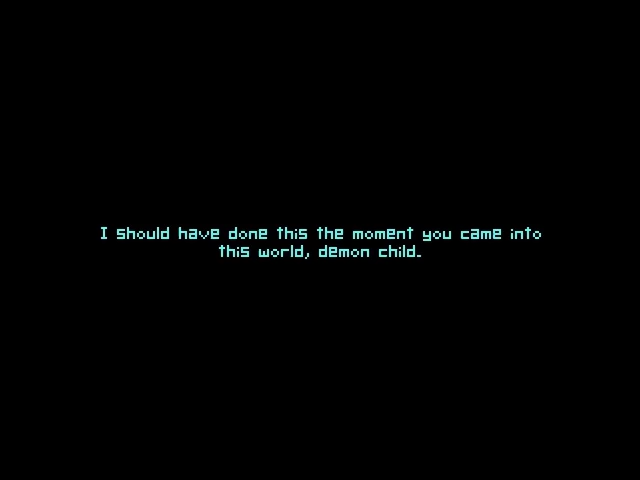 I should have done this the moment you came into
this world, demon child.